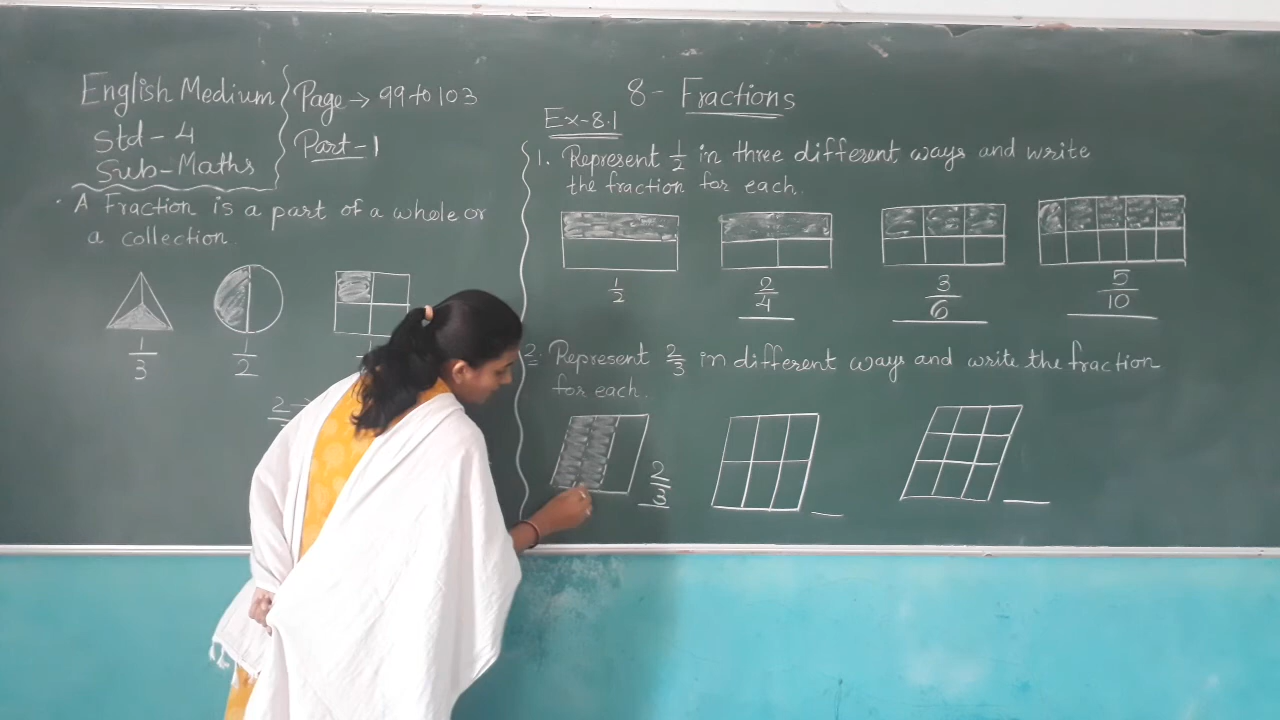 English Medium
Std - 4
Sub - Maths
Page → 99 to 103
Part - 1
• A Fraction is a part of a whole or
a collection.
1/3 1/2
2
8 - Fractions
Ex - 8.1
1. Represent 1/2 in three different ways and write
the fraction for each.
1/2 2/4 3/6 5/10
2. Represent 2/3 in different ways and write the fraction
for each.
2/3